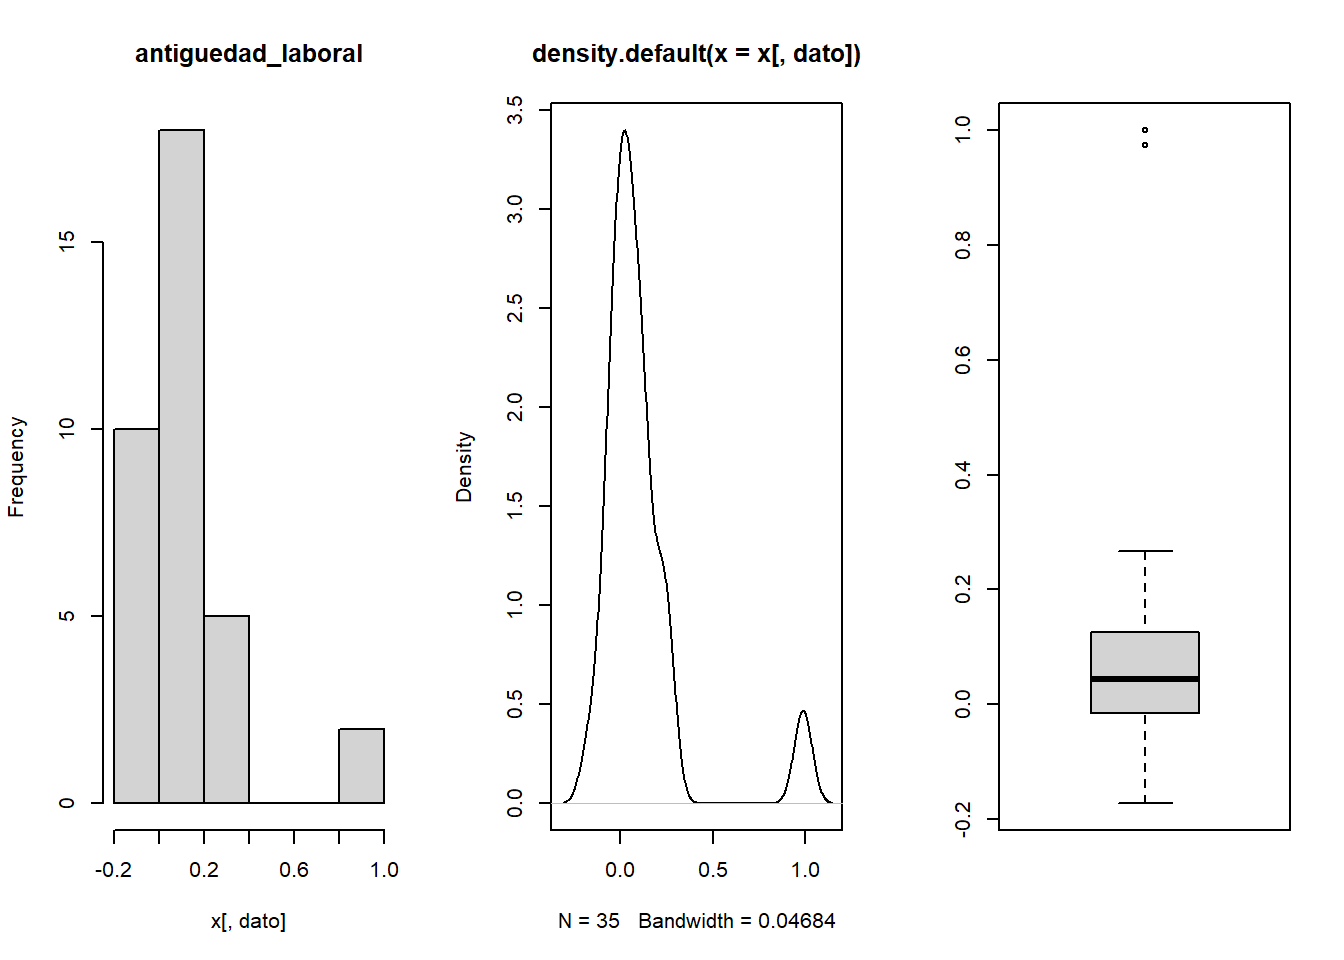 antiguedad_laboral
Frequency
15
10
5
0
-0.2 0.2 0.6 1.0
x[, dato]
density.default(x = x[, dato])
Density
3.5
3.0
2.5
2.0
1.5
1.0
0.5
0.0
0.0 0.5 1.0
N = 35 Bandwidth = 0.04684
1.0
0.8
0.6
0.4
0.2
0.0
-0.2